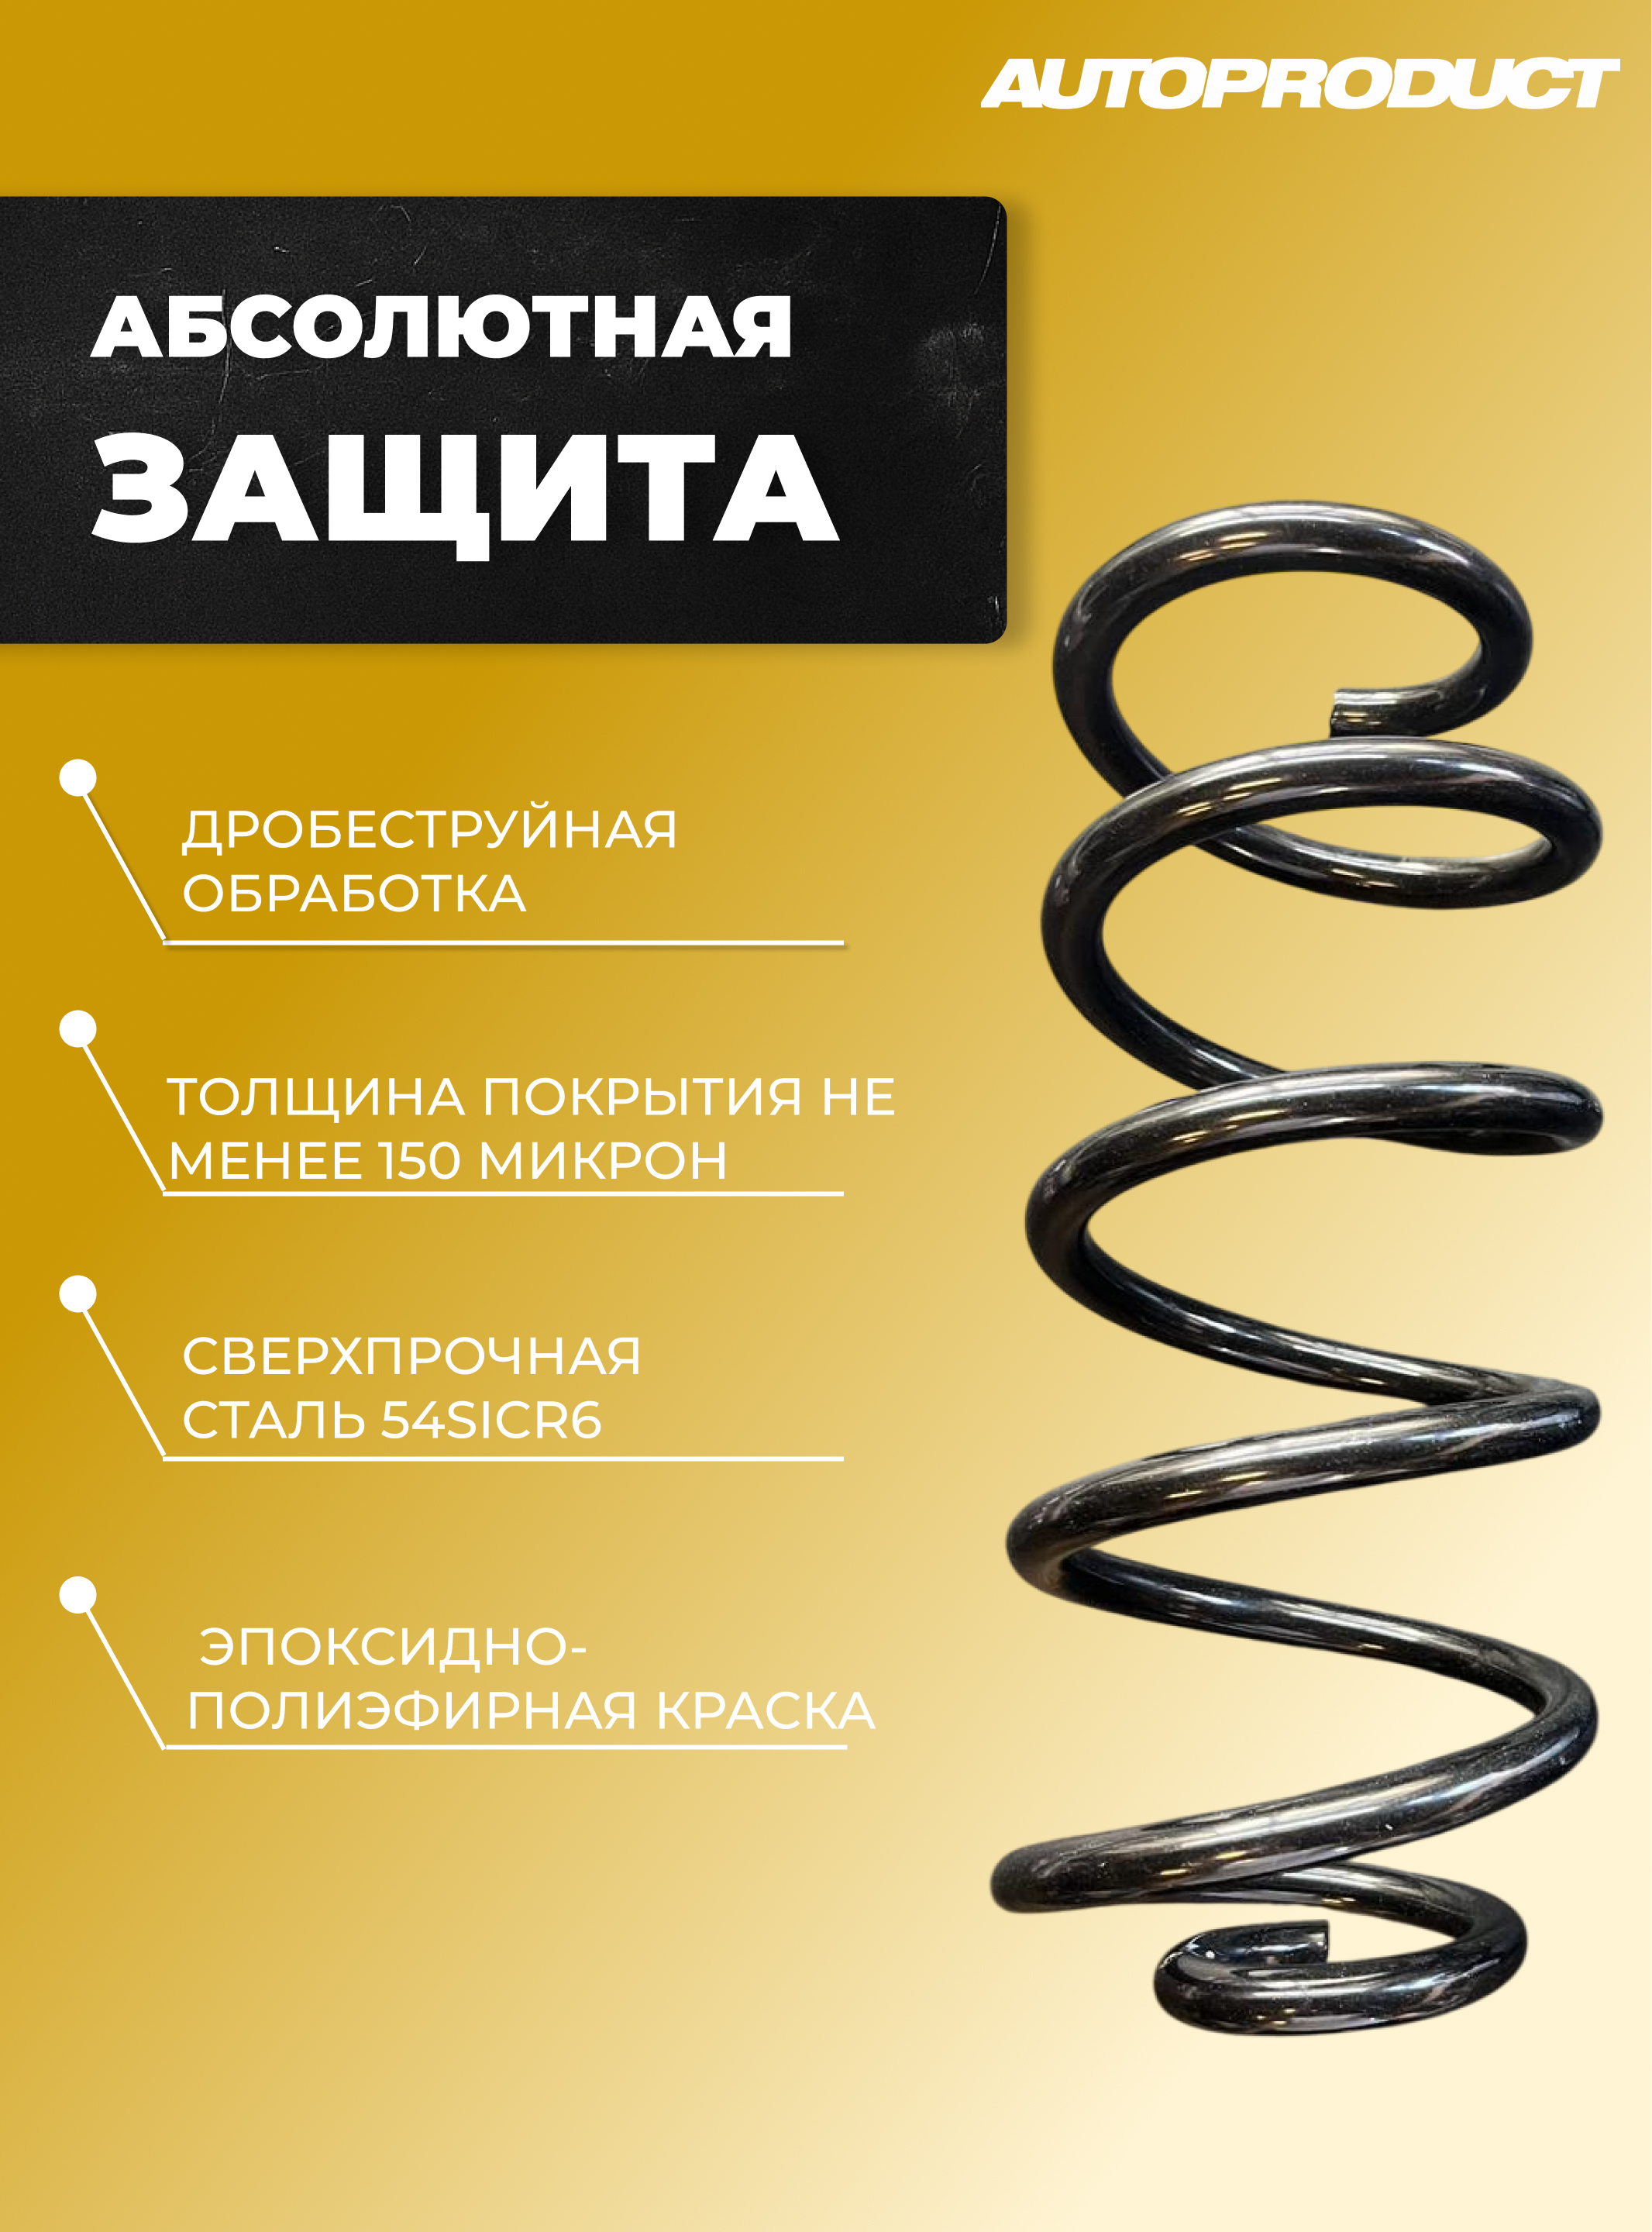 AUTOPRODUCT
АБСОЛЮТНАЯ
ЗАЩИТА
ДРОБЕСТРУЙНАЯ
ОБРАБОТКА
ТОЛЩИНА ПОКРЫТИЯ НЕ
МЕНЕЕ 150 МИКРОН
СВЕРХПРОЧНАЯ
СТАЛЬ 54SICR6
ЭПОКСИДНО-
ПОЛИЭФИРНАЯ КРАСКА